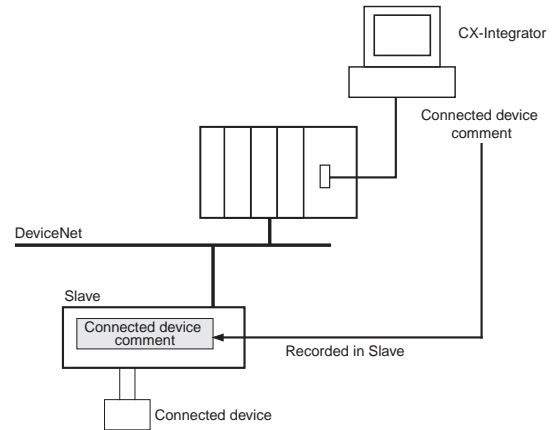 CX-Integrator
Connected device
comment
DeviceNet
Slave
Connected device
comment
Recorded in Slave
Connected device